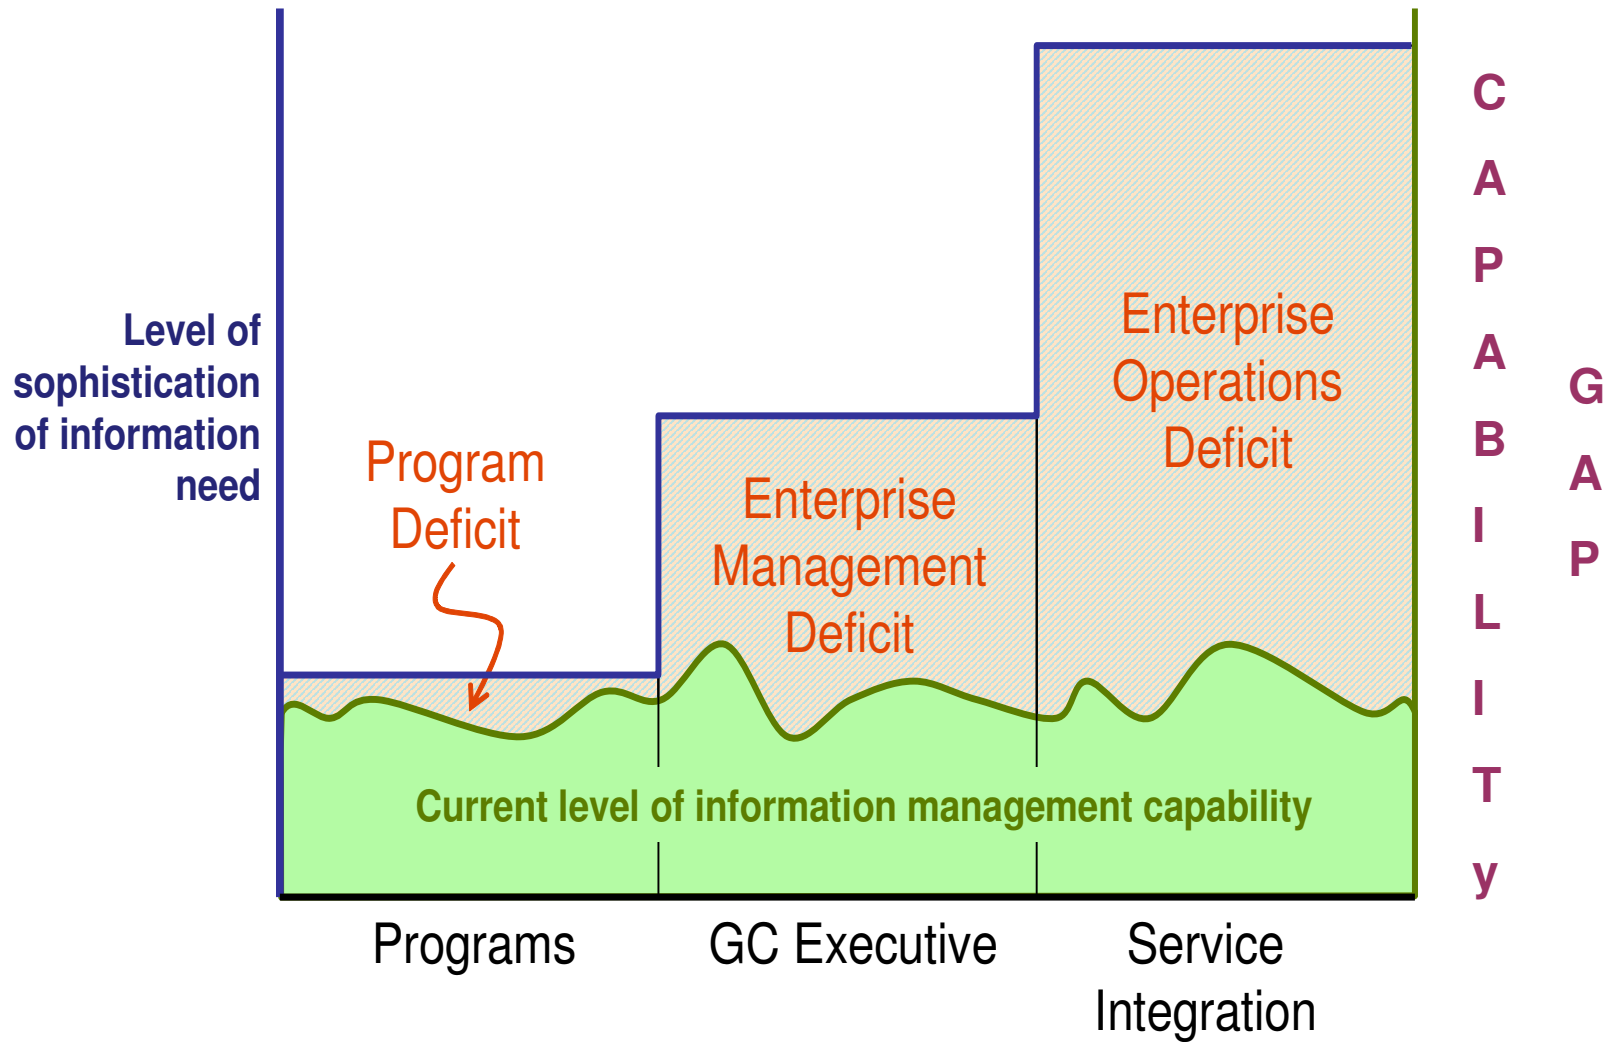 Level of
sophistication
of information
need
Program
Deficit
Enterprise
Management
Deficit
Enterprise
Operations
Deficit
Current level of information management capability
Programs
GC Executive
Service
Integration
C
A
P
A
B
I
L
I
T
y
G
A
P